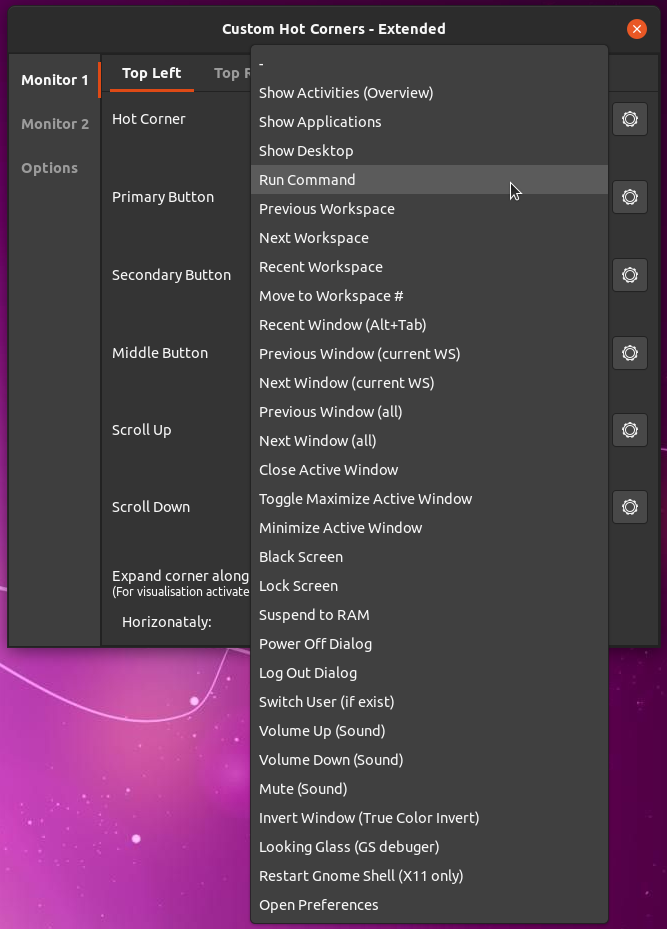 Custom Hot Corners - Extended
Monitor 1
Monitor 2
Options
Top Left
Top R
Hot Corner
Primary Button
Secondary Button
Middle Button
Scroll Up
Scroll Down
Expand corner along
(For visualisation activate
Horizonataly:
-
Show Activities (Overview)
Show Applications
Show Desktop
Run Command
Previous Workspace
Next Workspace
Recent Workspace
Move to Workspace #
Recent Window (Alt+Tab)
Previous Window (current WS)
Next Window (current WS)
Previous Window (all)
Next Window (all)
Close Active Window
Toggle Maximize Active Window
Minimize Active Window
Black Screen
Lock Screen
Suspend to RAM
Power Off Dialog
Log Out Dialog
Switch User (if exist)
Volume Up (Sound)
Volume Down (Sound)
Mute (Sound)
Invert Window (True Color Invert)
Looking Glass (GS debuger)
Restart Gnome Shell (X11 only)
Open Preferences